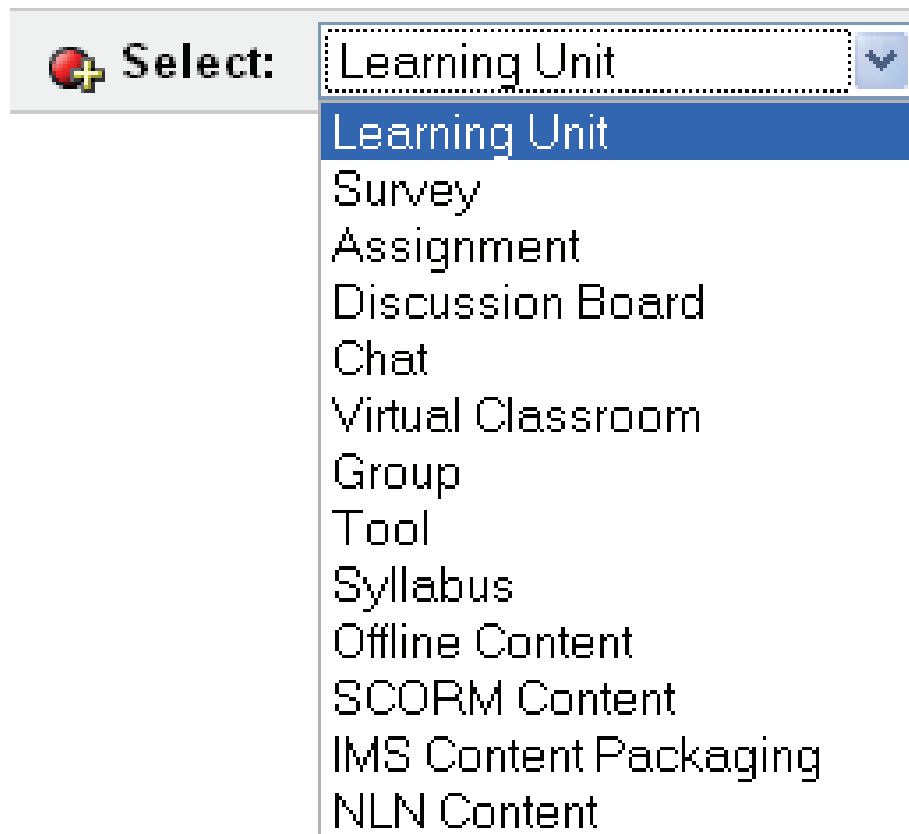 Select: Learning Unit
Learning Unit
Survey
Assignment
Discussion Board
Chat
Virtual Classroom
Group
Tool
Syllabus
Offline Content
SCORM Content
IMS Content Packaging
NLN Content